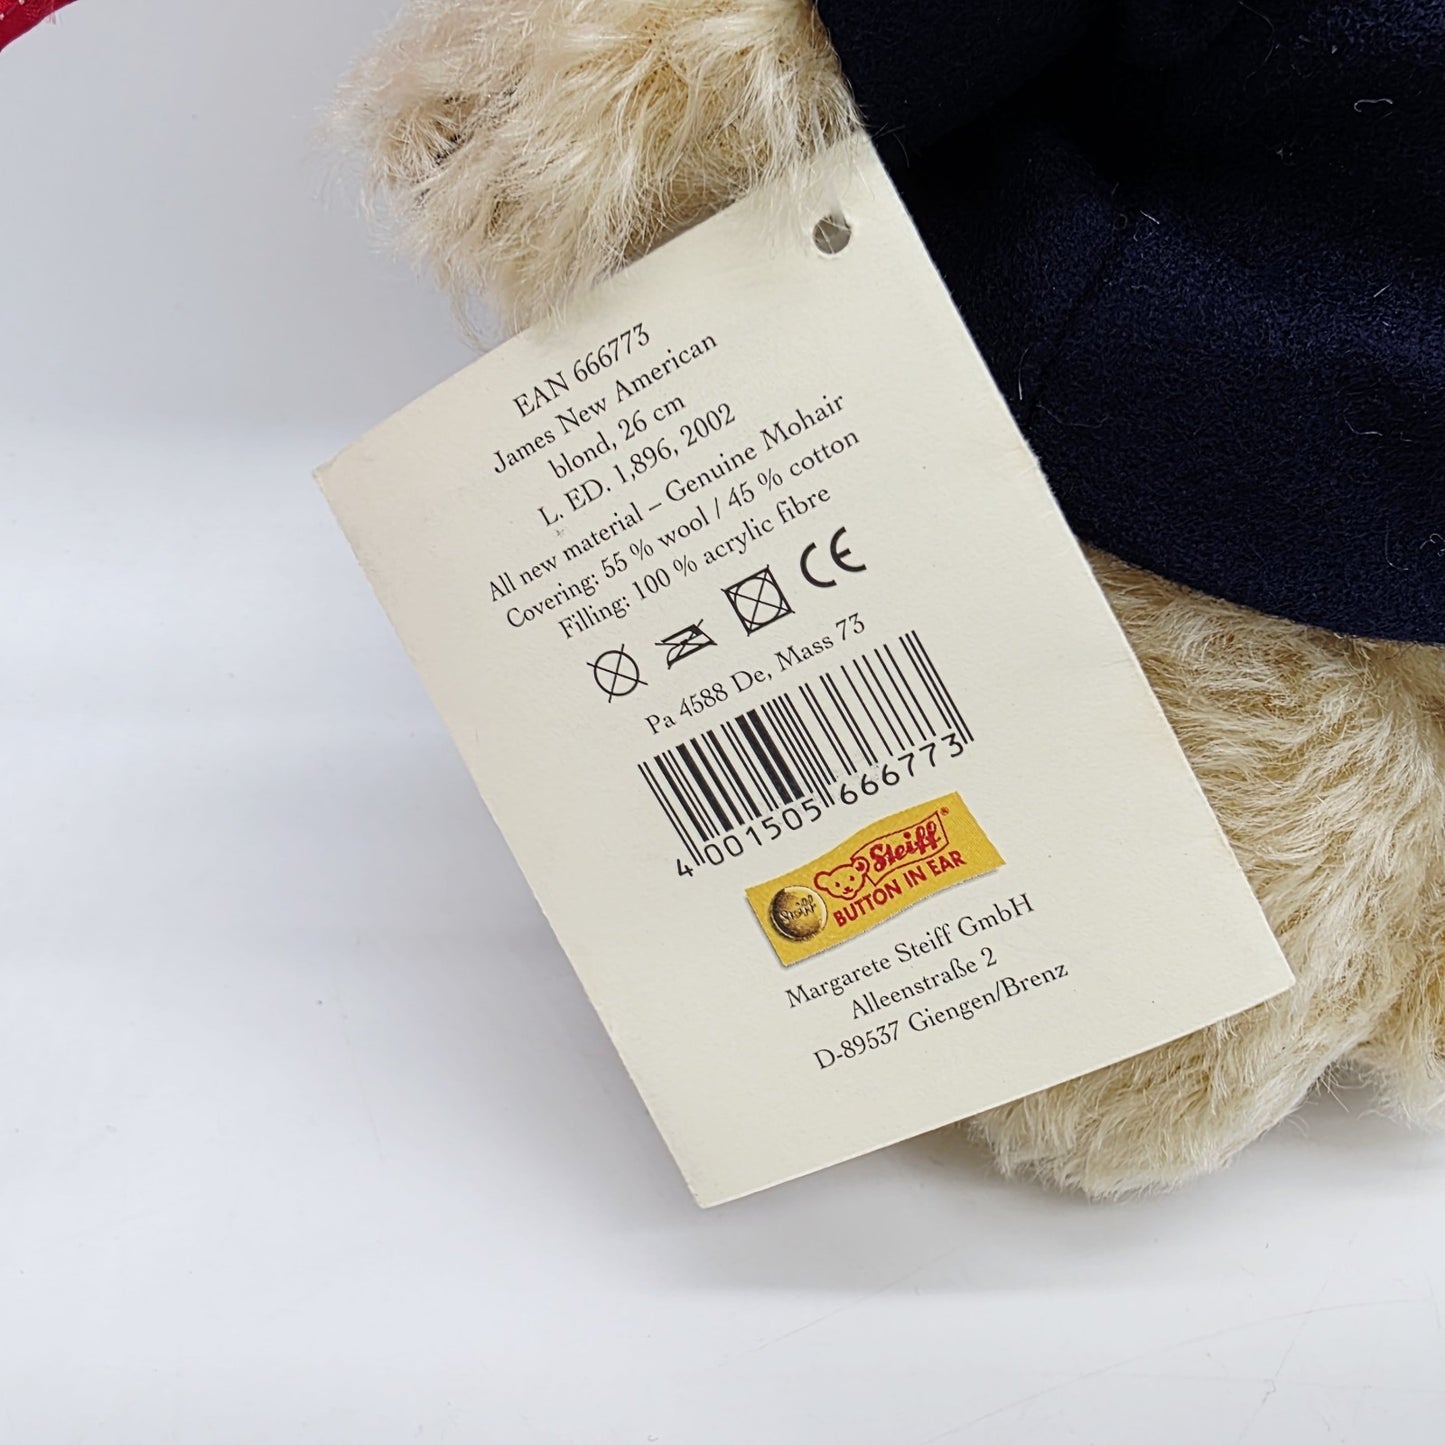 EAN 666773
James New American
blond, 26 cm
L. ED. 1,896, 2002
All new material – Genuine Mohair
Covering: 55 % wool / 45 % cotton
Filling: 100 % acrylic fibre
CE
Pa 4588 De, Mass 73
4 001505 666773
Steiff
Steiff®
BUTTON IN EAR
Margarete Steiff GmbH
Alleenstraße 2
D-89537 Giengen/Brenz